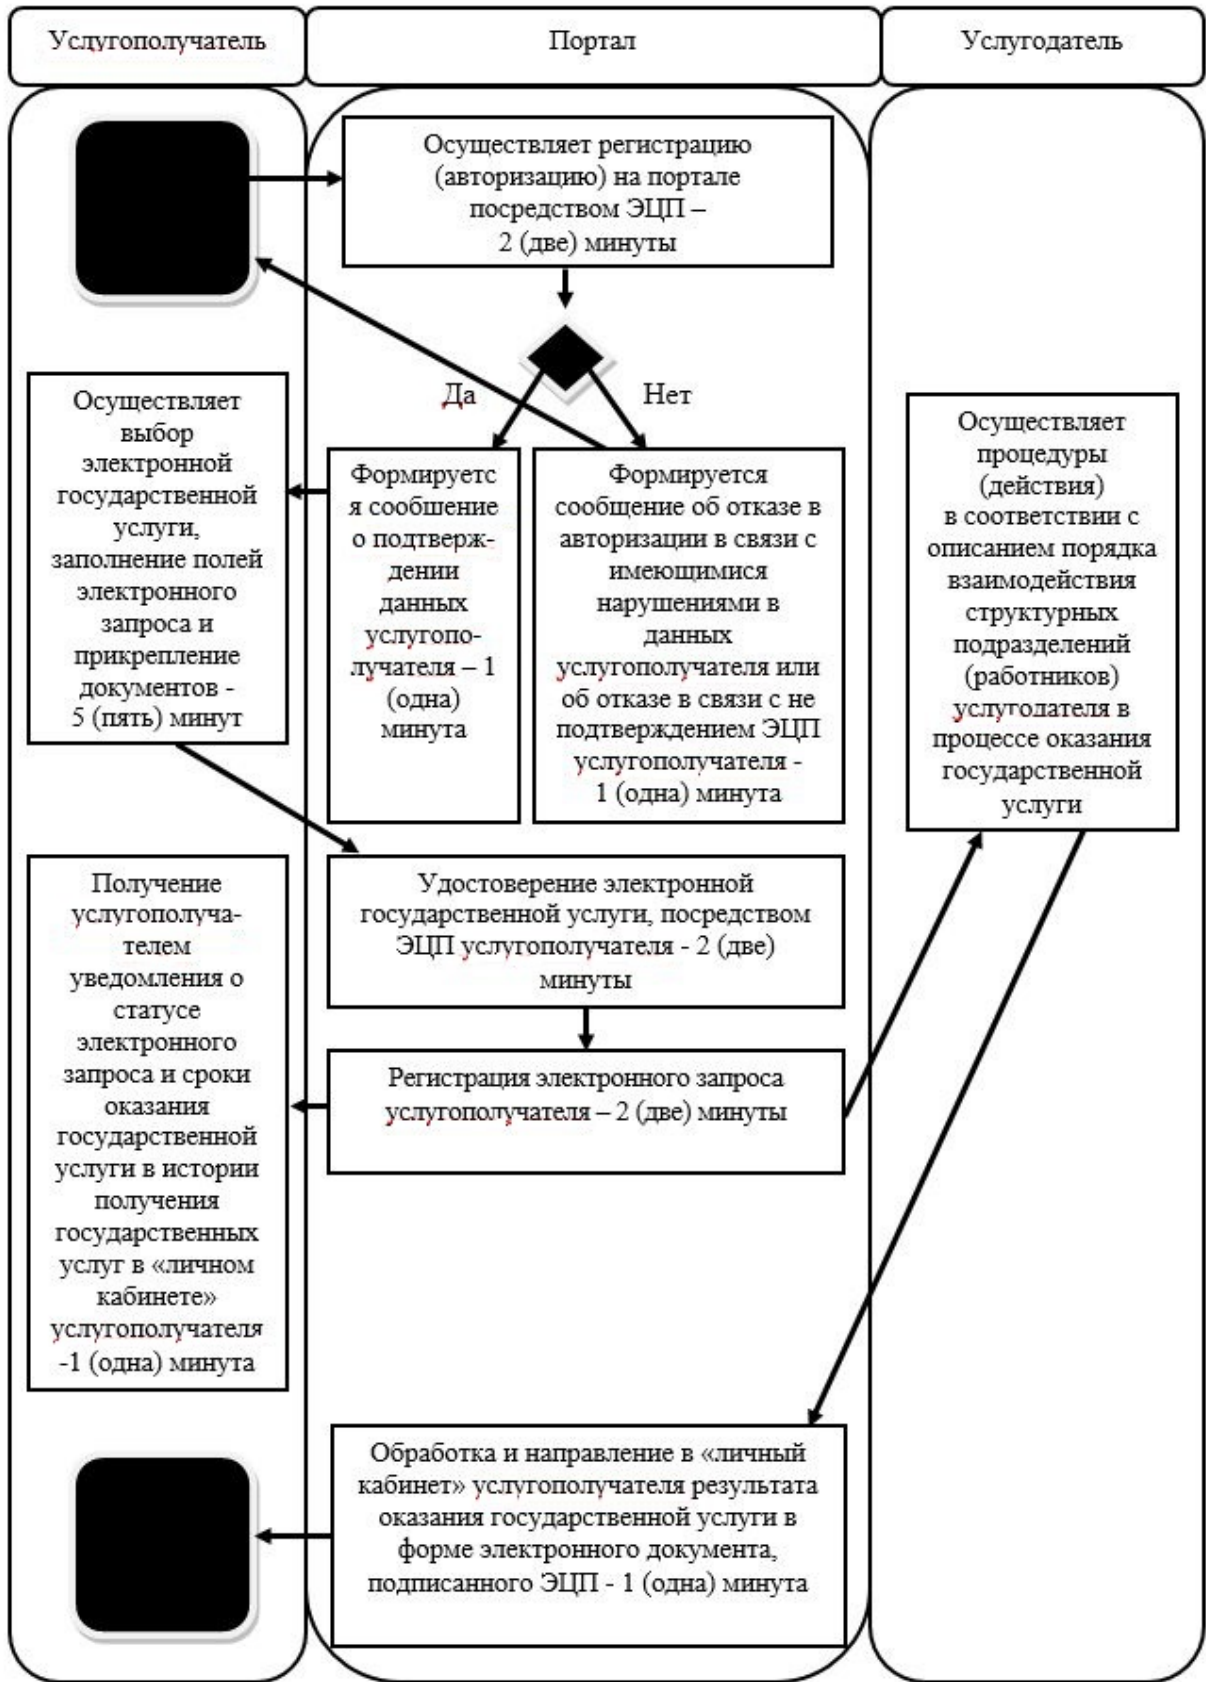 Услугополучатель
Портал
Услугодатель
Осуществляет регистрацию
(авторизацию) на портале
посредством ЭЦП –
2 (две) минуты
Да
Нет
Осуществляет
выбор
электронной
государственной
услуги,
заполнение полей
электронного
запроса и
прикрепление
документов -
5 (пять) минут
Формируетс
я сообшение
о подтверж-
дении
данных
услугопо-
лучателя – 1
(одна)
минута
Формируется
сообщение об отказе в
авторизации в связи с
имеющимися
нарушениями в
данных
услугополучателя или
об отказе в связи с не
подтверждением ЭЦП
услугополучателя -
1 (одна) минута
Осуществляет
процедуры
(действия)
в соответствии с
описанием порядка
взаимодействия
структурных
подразделений
(работников)
услугодателя в
процессе оказания
государственной
услуги
Удостоверение электронной
государственной услуги, посредством
ЭЦП услугополучателя - 2 (две)
минуты
Получение
услугополуча-
телем
уведомления о
статусе
электронного
запроса и сроки
оказания
государственной
услуги в истории
получения
государственных
услуг в «личном
кабинете»
услугополучателя
-1 (одна) минута
Регистрация электронного запроса
услугополучателя – 2 (две) минуты
Обработка и направление в «личный
кабинет» услугополучателя результата
оказания государственной услуги в
форме электронного документа,
подписанного ЭЦП - 1 (одна) минута